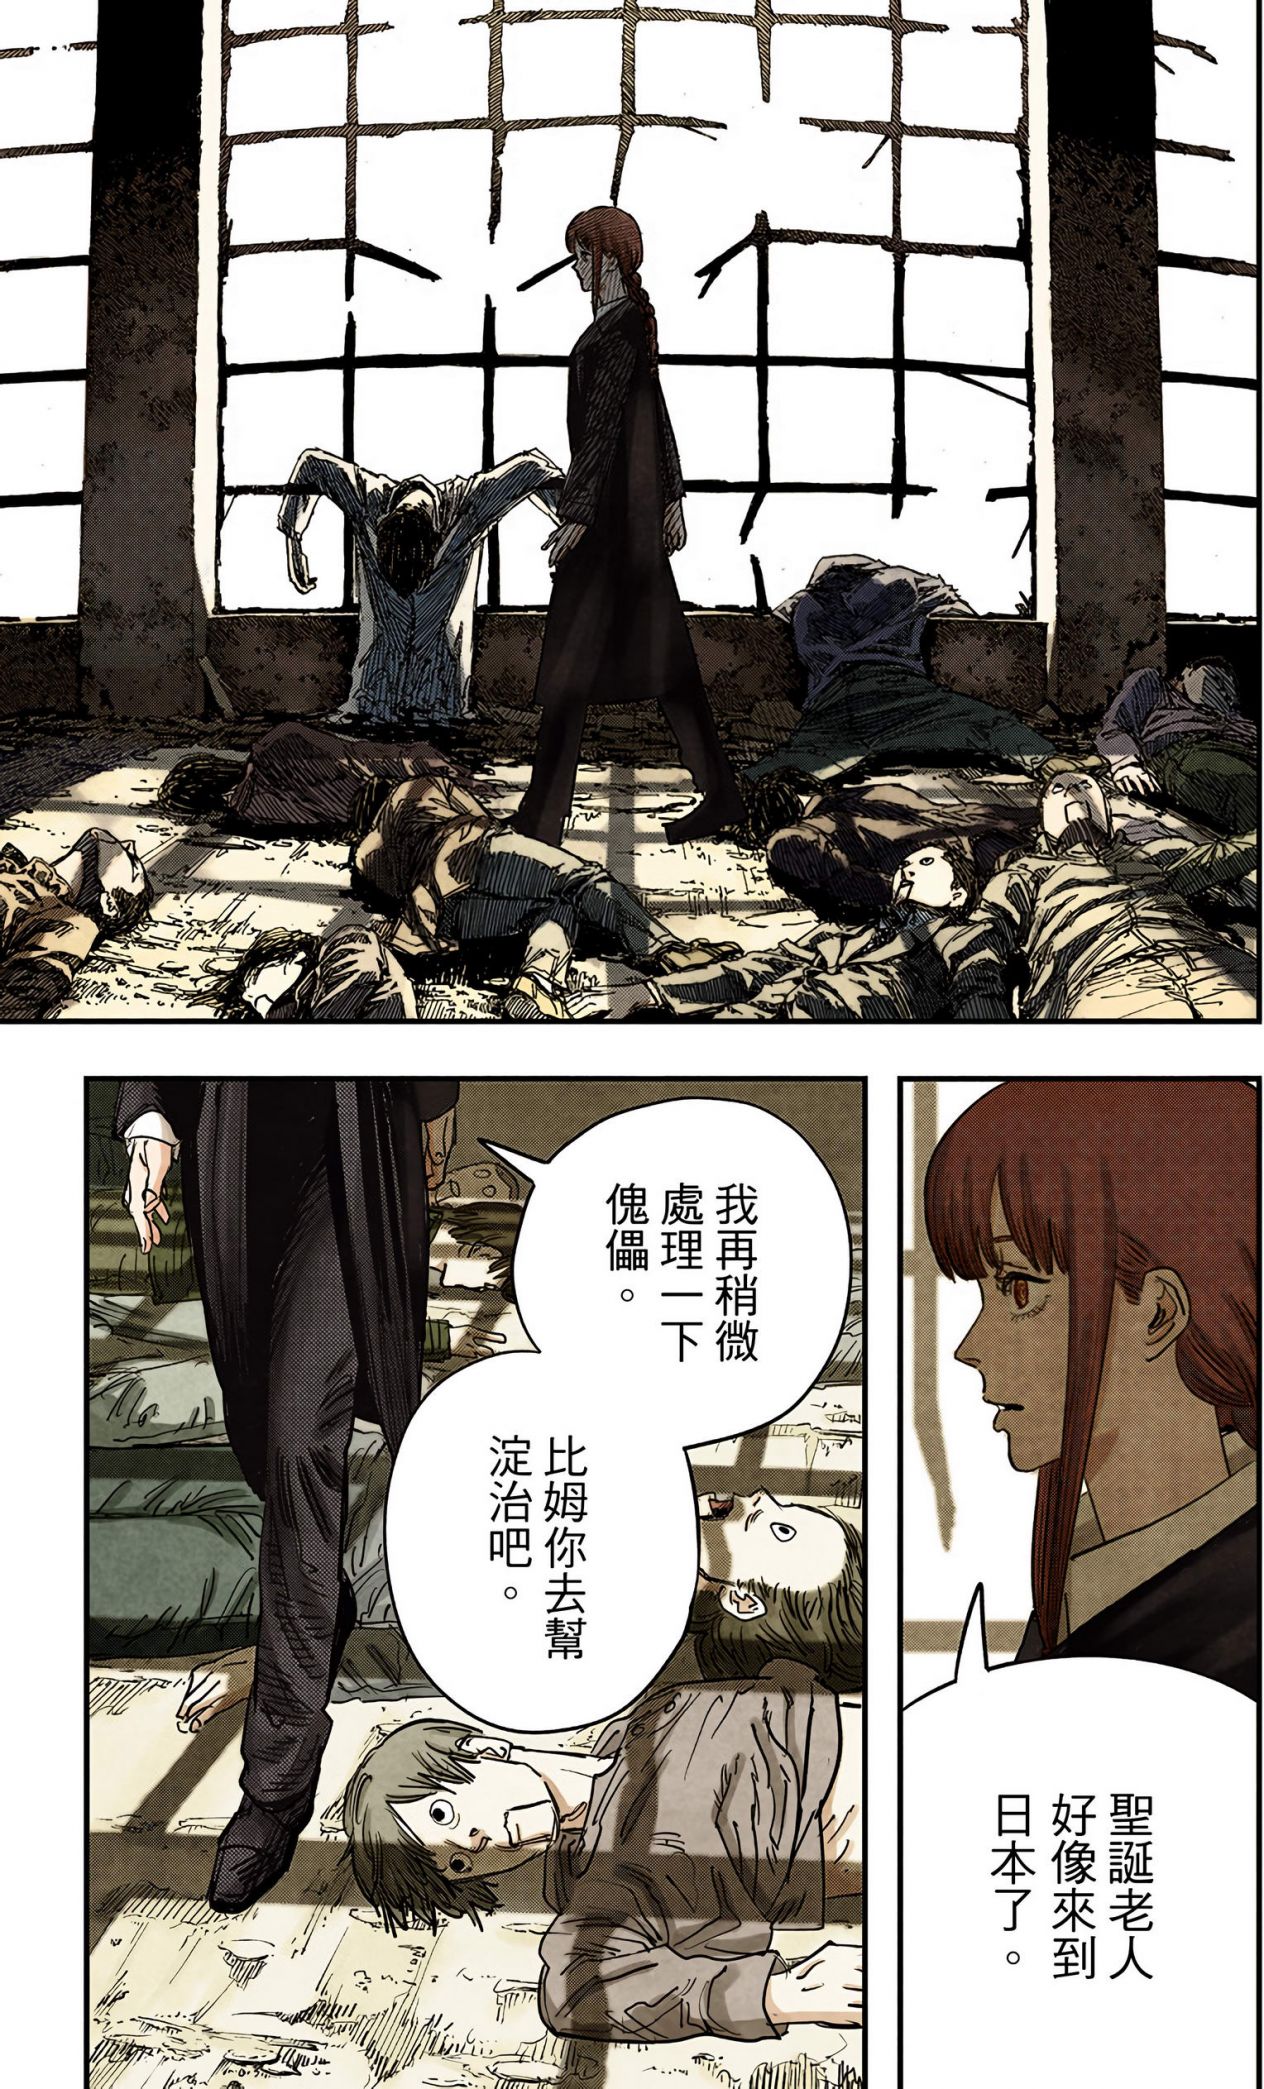 聖誕老人
好像來到
日本了。
我再稍微
處理一下
傀儡。
比姆你去幫
淀治吧。